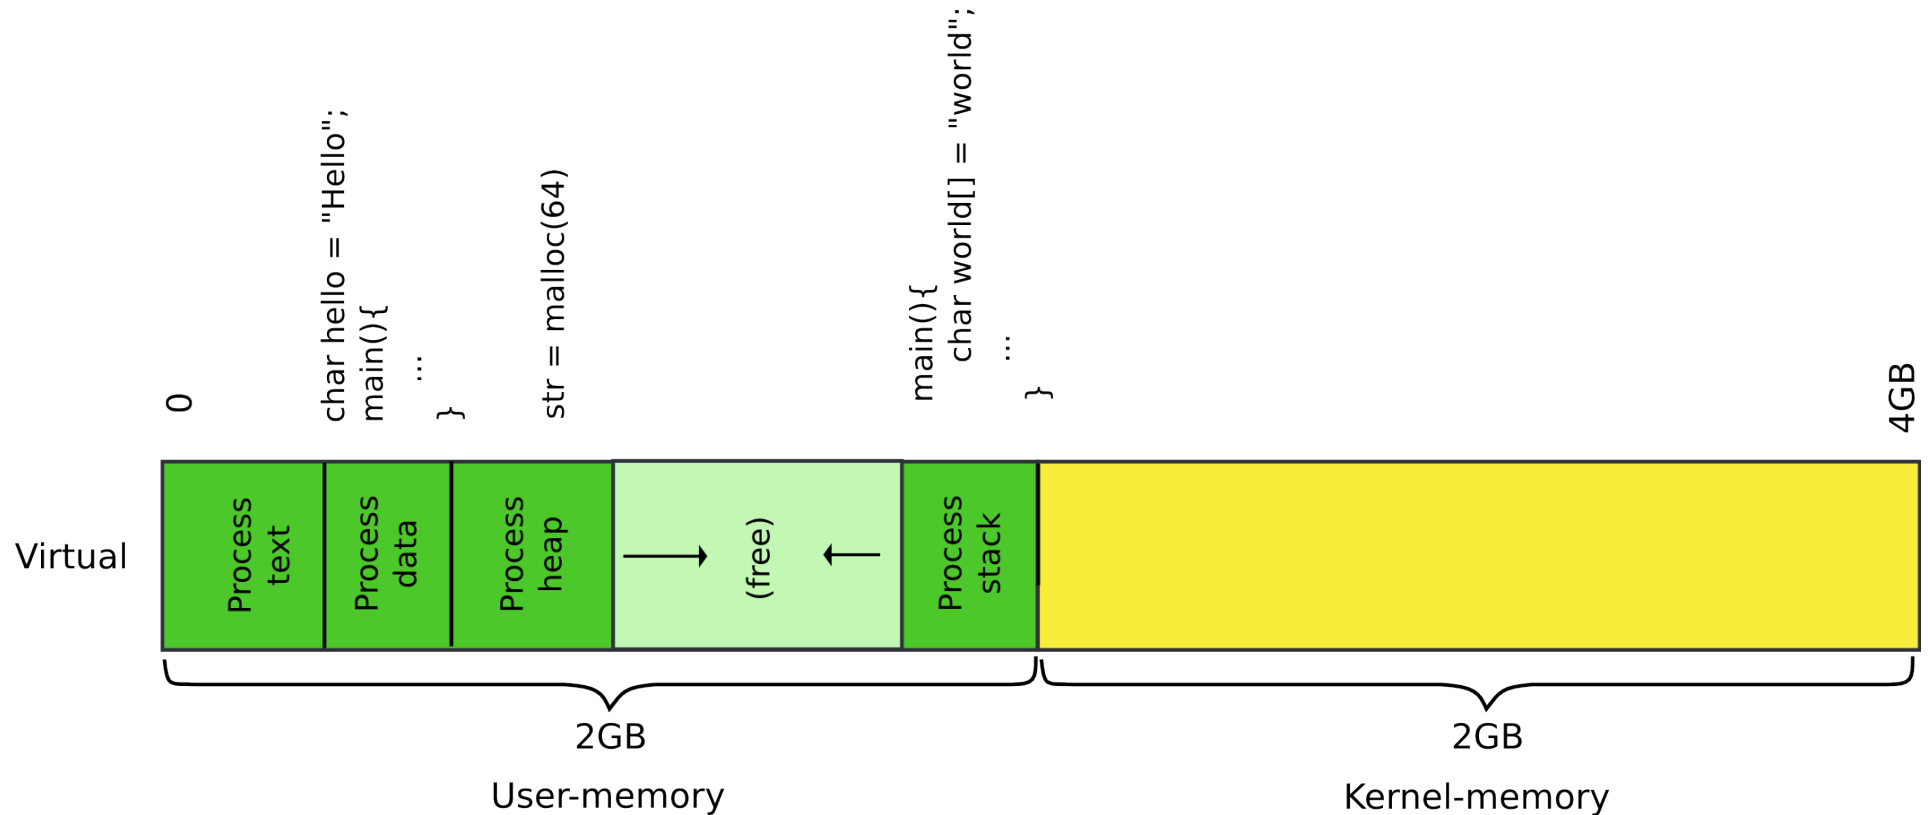 0
char hello = "Hello";
main(){
...
}
str = malloc(64)
main(){
char world[] = "world";
...
}
4GB
Virtual
Process
text
Process
data
Process
heap
(free)
Process
stack
2GB
2GB
User-memory
Kernel-memory